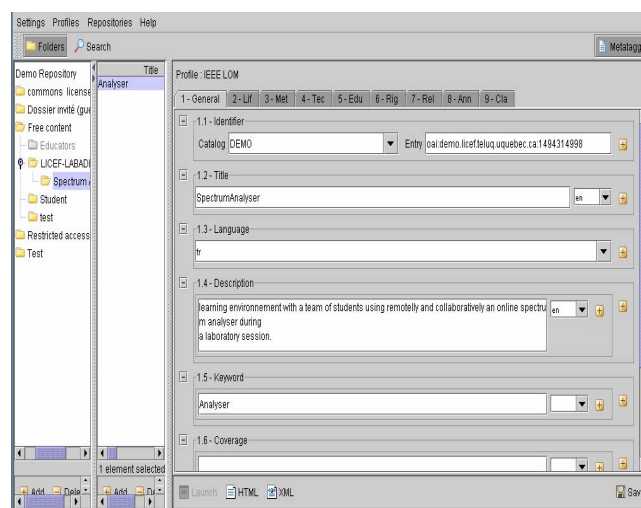 Settings Profiles Repositories Help
Folders Search Metatagg
Demo Repository
commons license
Dossier invité (gue
Free content
Educators
LICEF-LABADI
Spectrum A
Student
test
Restricted access
Test
Title
Analyser
1 element selected
Add Dele
Add De
Profile : IEEE LOM
1 - General 2 - Lif 3 - Met 4 - Tec 5 - Edu 6 - Rig 7 - Rel 8 - Ann 9 - Cla
1.1 - Identifier
Catalog DEMO Entry oai:demo.licef.teluq.uquebec.ca:1494314998
1.2 - Title
SpectrumAnalyser en
1.3 - Language
fr
1.4 - Description
learning environnement with a team of students using remotelly and collaboratively an online spectru en
m analyser during
a laboratory session.
1.5 - Keyword
Analyser
1.6 - Coverage
Launch HTML XML Sav